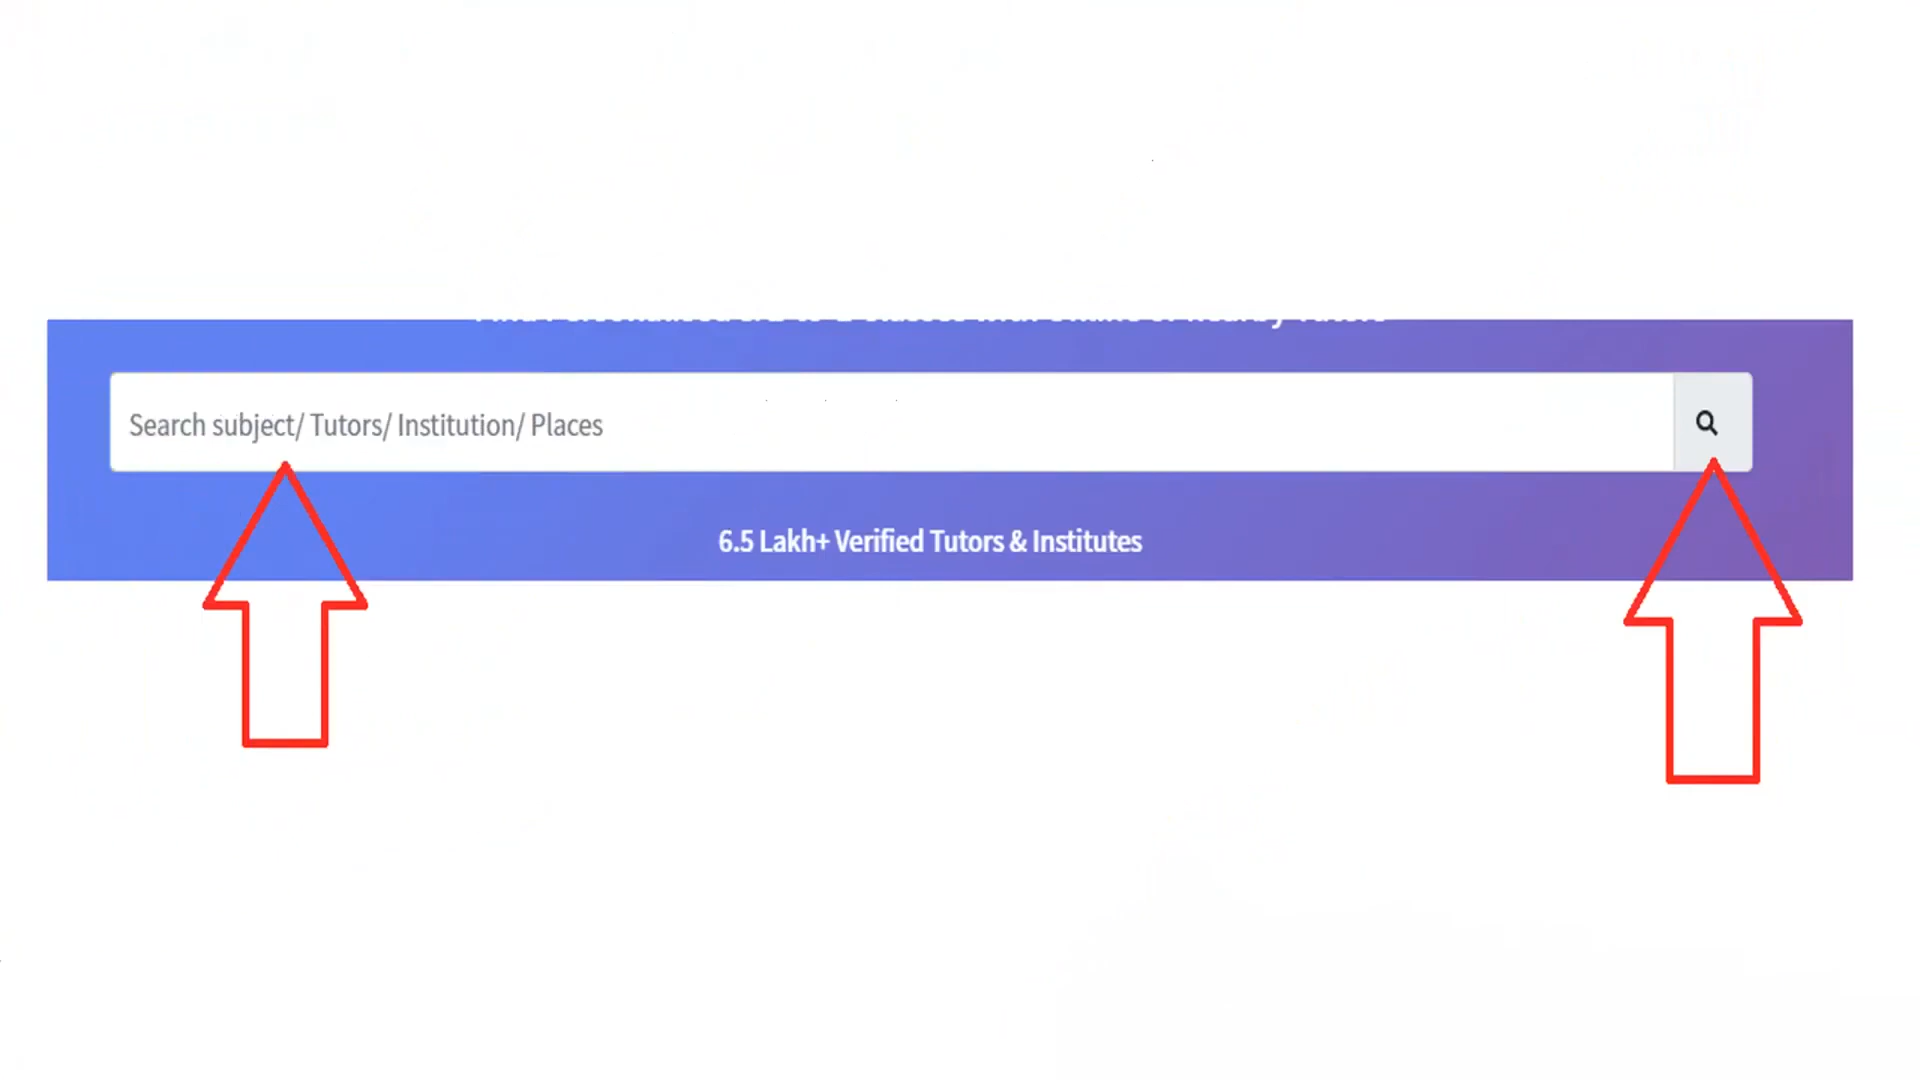 Search subject/ Tutors/ Institution/ Places
6.5 Lakh+ Verified Tutors & Institutes